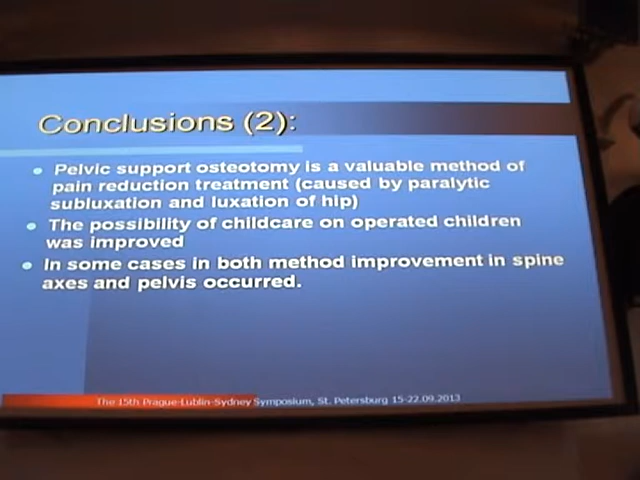 Conclusions (2):
Pelvic support osteotomy is a valuable method of
pain reduction treatment (caused by paralytic
subluxation and luxation of hip)
The possibility of childcare on operated children
was improved
In some cases in both method improvement in spine
axes and pelvis occurred.
The 15th Prague-Lublin-Sydney Symposium, St. Petersburg 15-22.09.2013